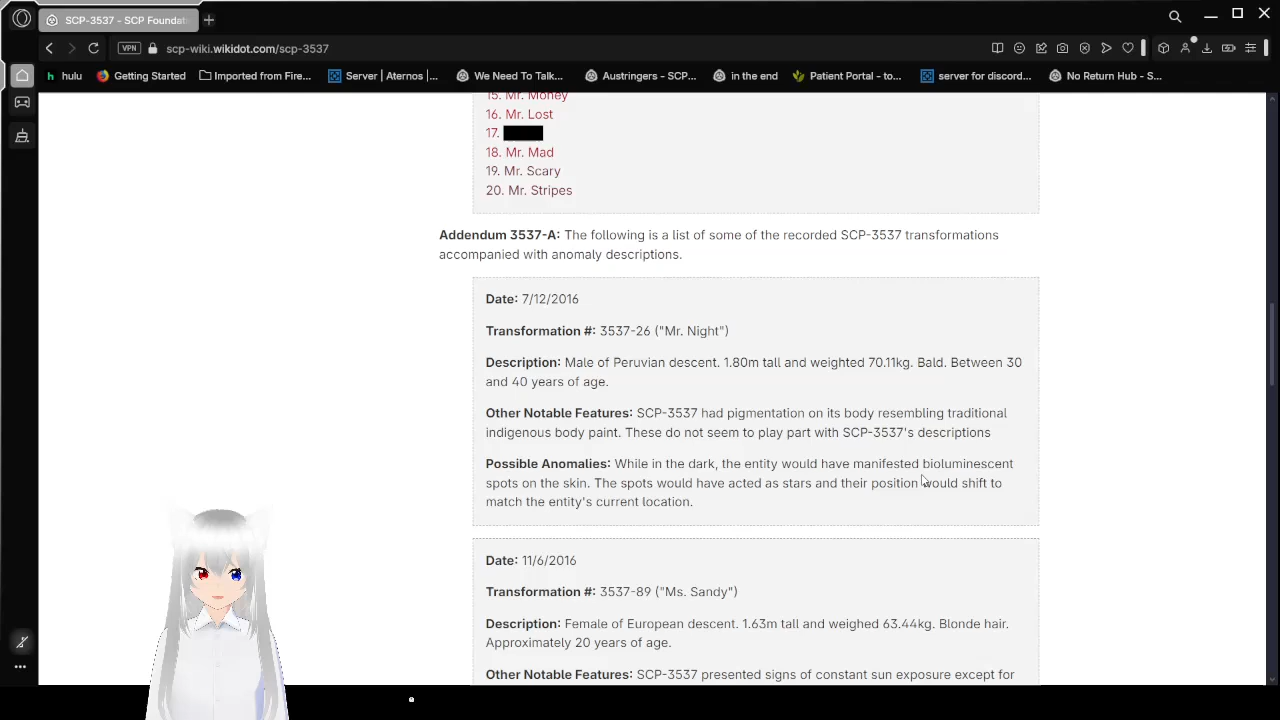 SCP-3537 - SCP Foundat
VPN scp-wiki.wikidot.com/scp-3537
h hulu Getting Started Imported from Fire... Server | Aternos |... We Need To Talk... Austringers - SCP... in the end Patient Portal - to... server for discord... No Return Hub - S...
15. Mr. Money
16. Mr. Lost
17.
18. Mr. Mad
19. Mr. Scary
20. Mr. Stripes
Addendum 3537-A: The following is a list of some of the recorded SCP-3537 transformations
accompanied with anomaly descriptions.
Date: 7/12/2016
Transformation #: 3537-26 ("Mr. Night")
Description: Male of Peruvian descent. 1.80m tall and weighted 70.11kg. Bald. Between 30
and 40 years of age.
Other Notable Features: SCP-3537 had pigmentation on its body resembling traditional
indigenous body paint. These do not seem to play part with SCP-3537's descriptions
Possible Anomalies: While in the dark, the entity would have manifested bioluminescent
spots on the skin. The spots would have acted as stars and their position would shift to
match the entity's current location.
Date: 11/6/2016
Transformation #: 3537-89 ("Ms. Sandy")
Description: Female of European descent. 1.63m tall and weighed 63.44kg. Blonde hair.
Approximately 20 years of age.
Other Notable Features: SCP-3537 presented signs of constant sun exposure except for